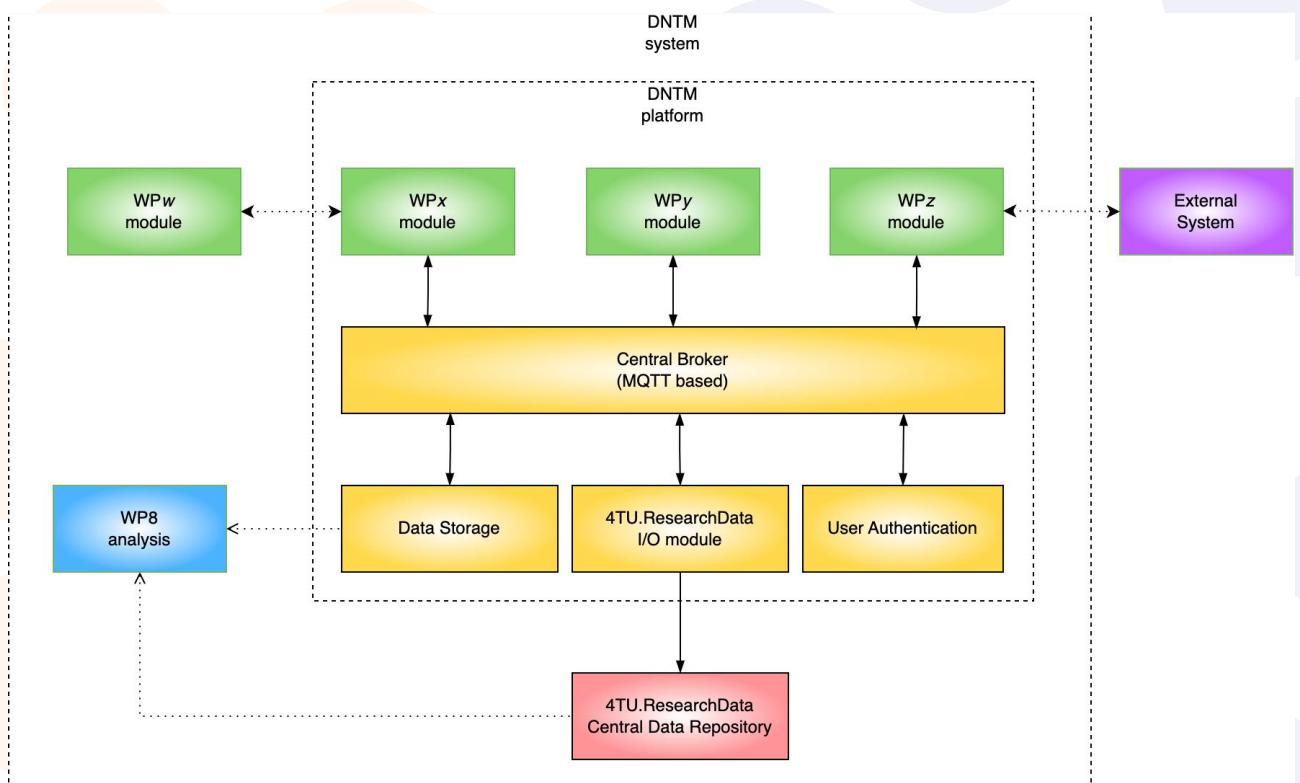 DNTM
system
DNTM
platform
WPw
module
WPx
module
WPy
module
WPz
module
External
System
Central Broker
(MQTT based)
WP8
analysis
Data Storage
4TU.ResearchData
I/O module
User Authentication
4TU.ResearchData
Central Data Repository